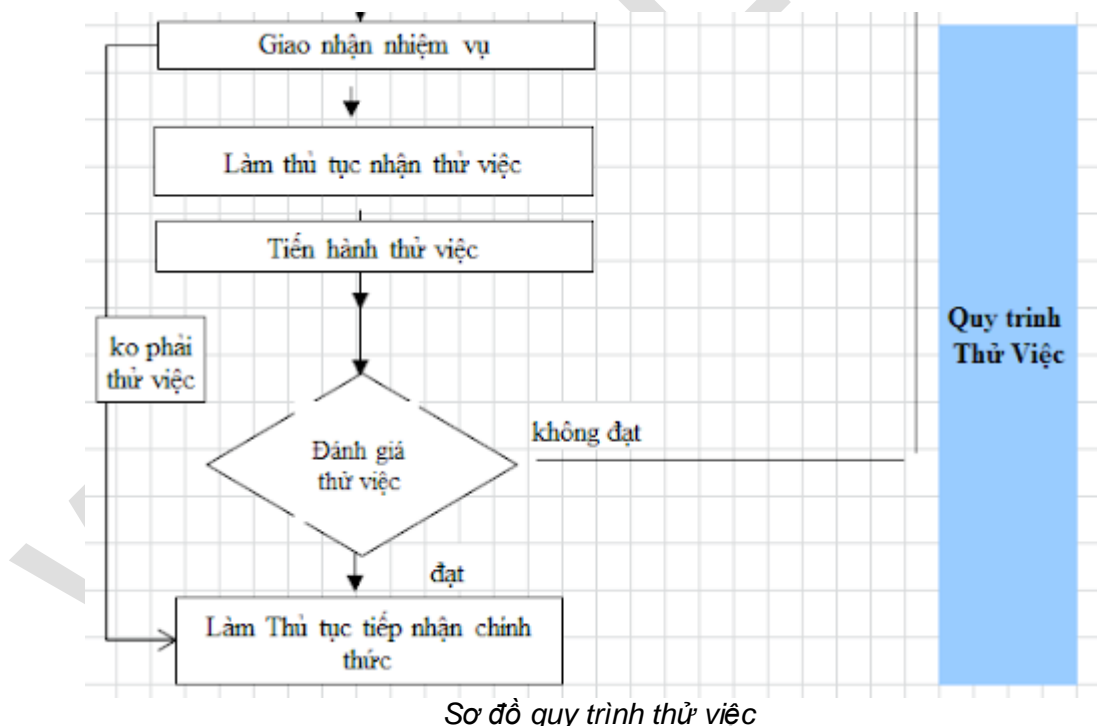 Giao nhận nhiệm vụ
Làm thủ tục nhận thử việc
Tiến hành thử việc
ko phải
thử việc
Quy trinh
Thử Việc
không đạt
Đánh giá
thử việc
đạt
Làm Thủ tục tiếp nhận chính
thức
Sơ đồ quy trình thử việc